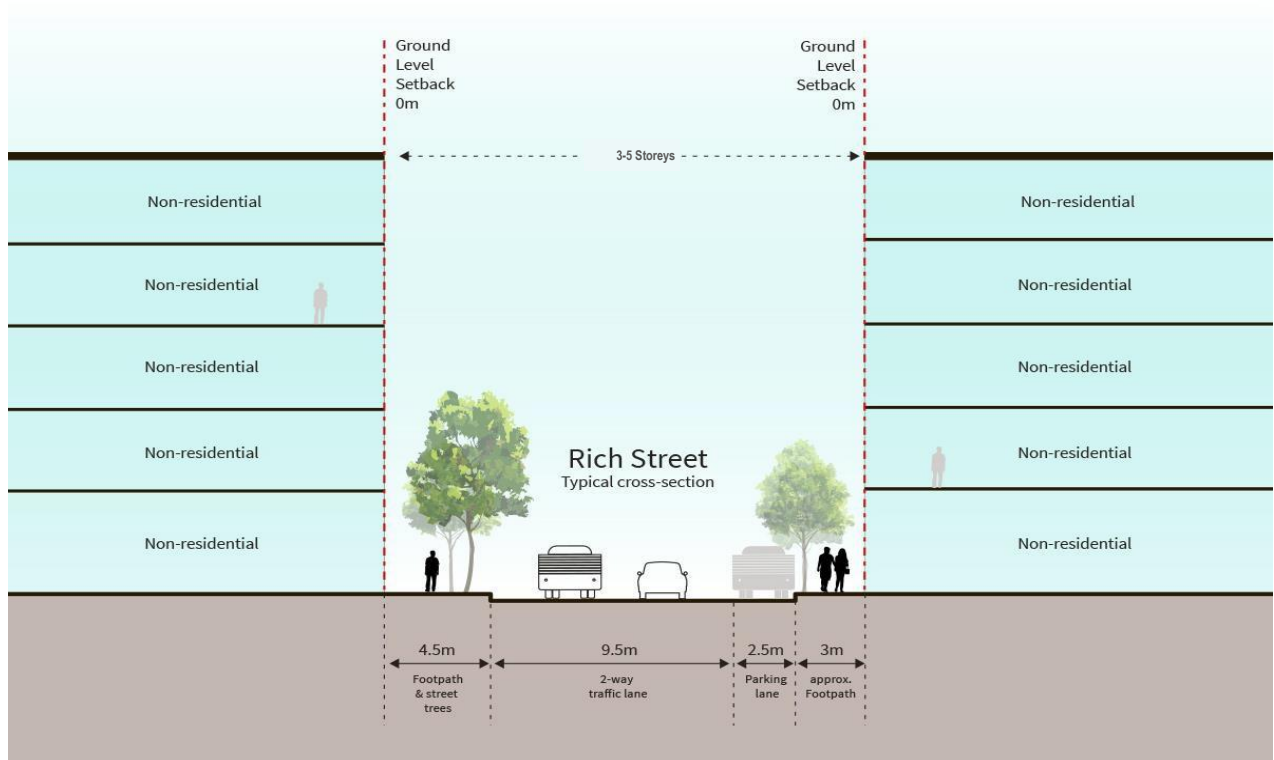 Ground
Level
Setback
0m
Ground
Level
Setback
0m
3-5 Storeys
Non-residential
Non-residential
Non-residential
Non-residential
Non-residential
Non-residential
Non-residential
Non-residential
Non-residential
Non-residential
Rich Street
Typical cross-section
4.5m
Footpath
& street
trees
9.5m
2-way
traffic lane
2.5m
Parking
lane
3m
approx.
Footpath